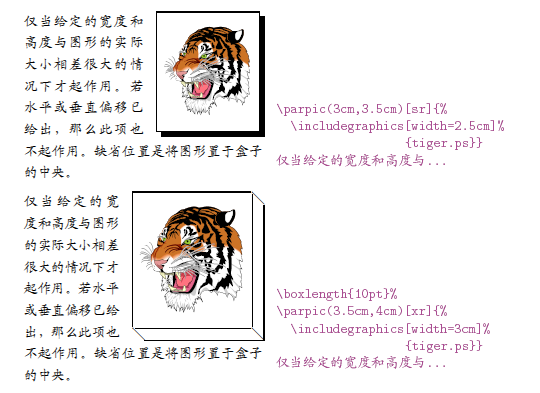 仅当给定的宽度和
高度与图形的实际
大小相差很大的情
况下才起作用。若
水平或垂直偏移已
给出，那么此项也
不起作用。缺省位置是将图形置于盒子
的中央。
\parpic(3cm,3.5cm)[sr]{%
\includegraphics[width=2.5cm]%
{tiger.ps}}
仅当给定的宽度和高度与...
仅当给定的宽
度和高度与图形
的实际大小相差
很大的情况下才
起作用。若水平
或垂直偏移已给
出，那么此项也
不起作用。缺省位置是将图形置于盒子
的中央。
\boxlength{10pt}%
\parpic(3.5cm,4cm)[xr]{%
\includegraphics[width=3cm]%
{tiger.ps}}
仅当给定的宽度和高度与...